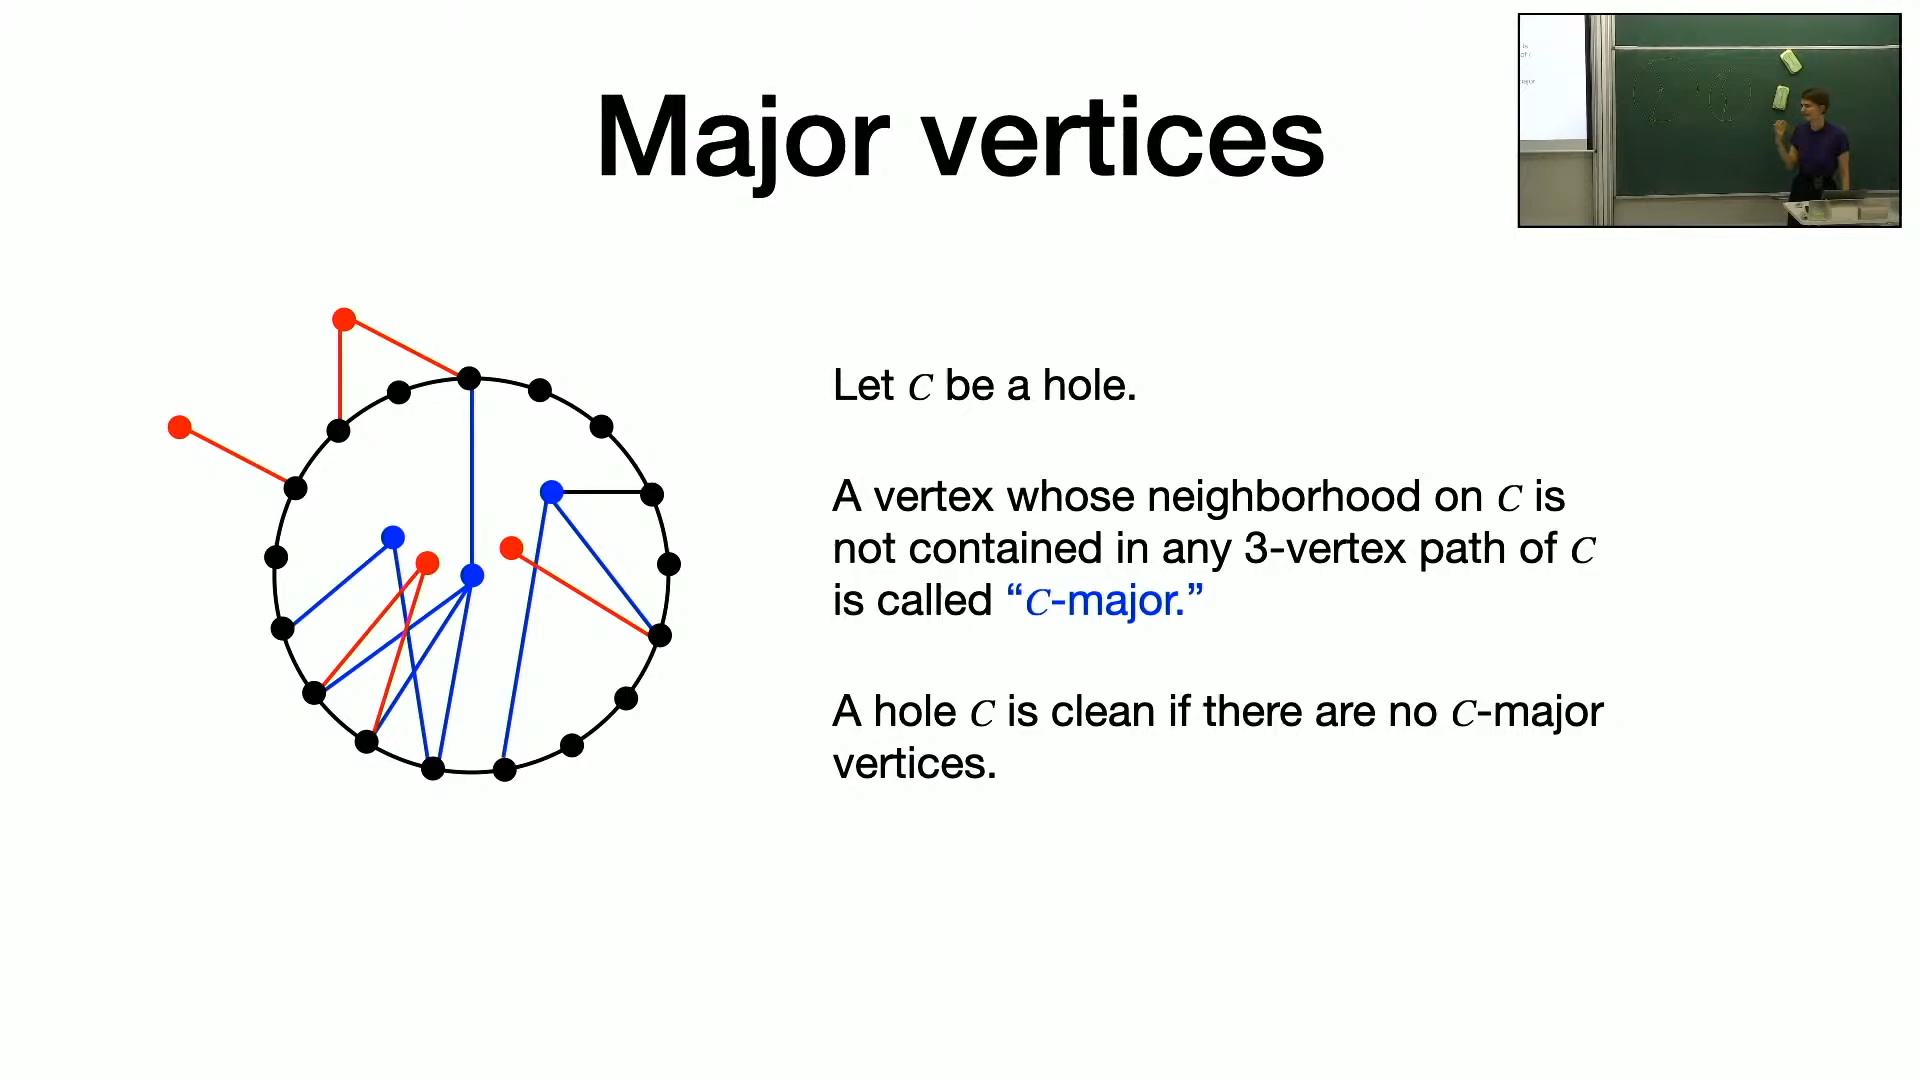 Major vertices
Let C be a hole.
A vertex whose neighborhood on C is
not contained in any 3-vertex path of C
is called “C-major.”
A hole C is clean if there are no C-major
vertices.